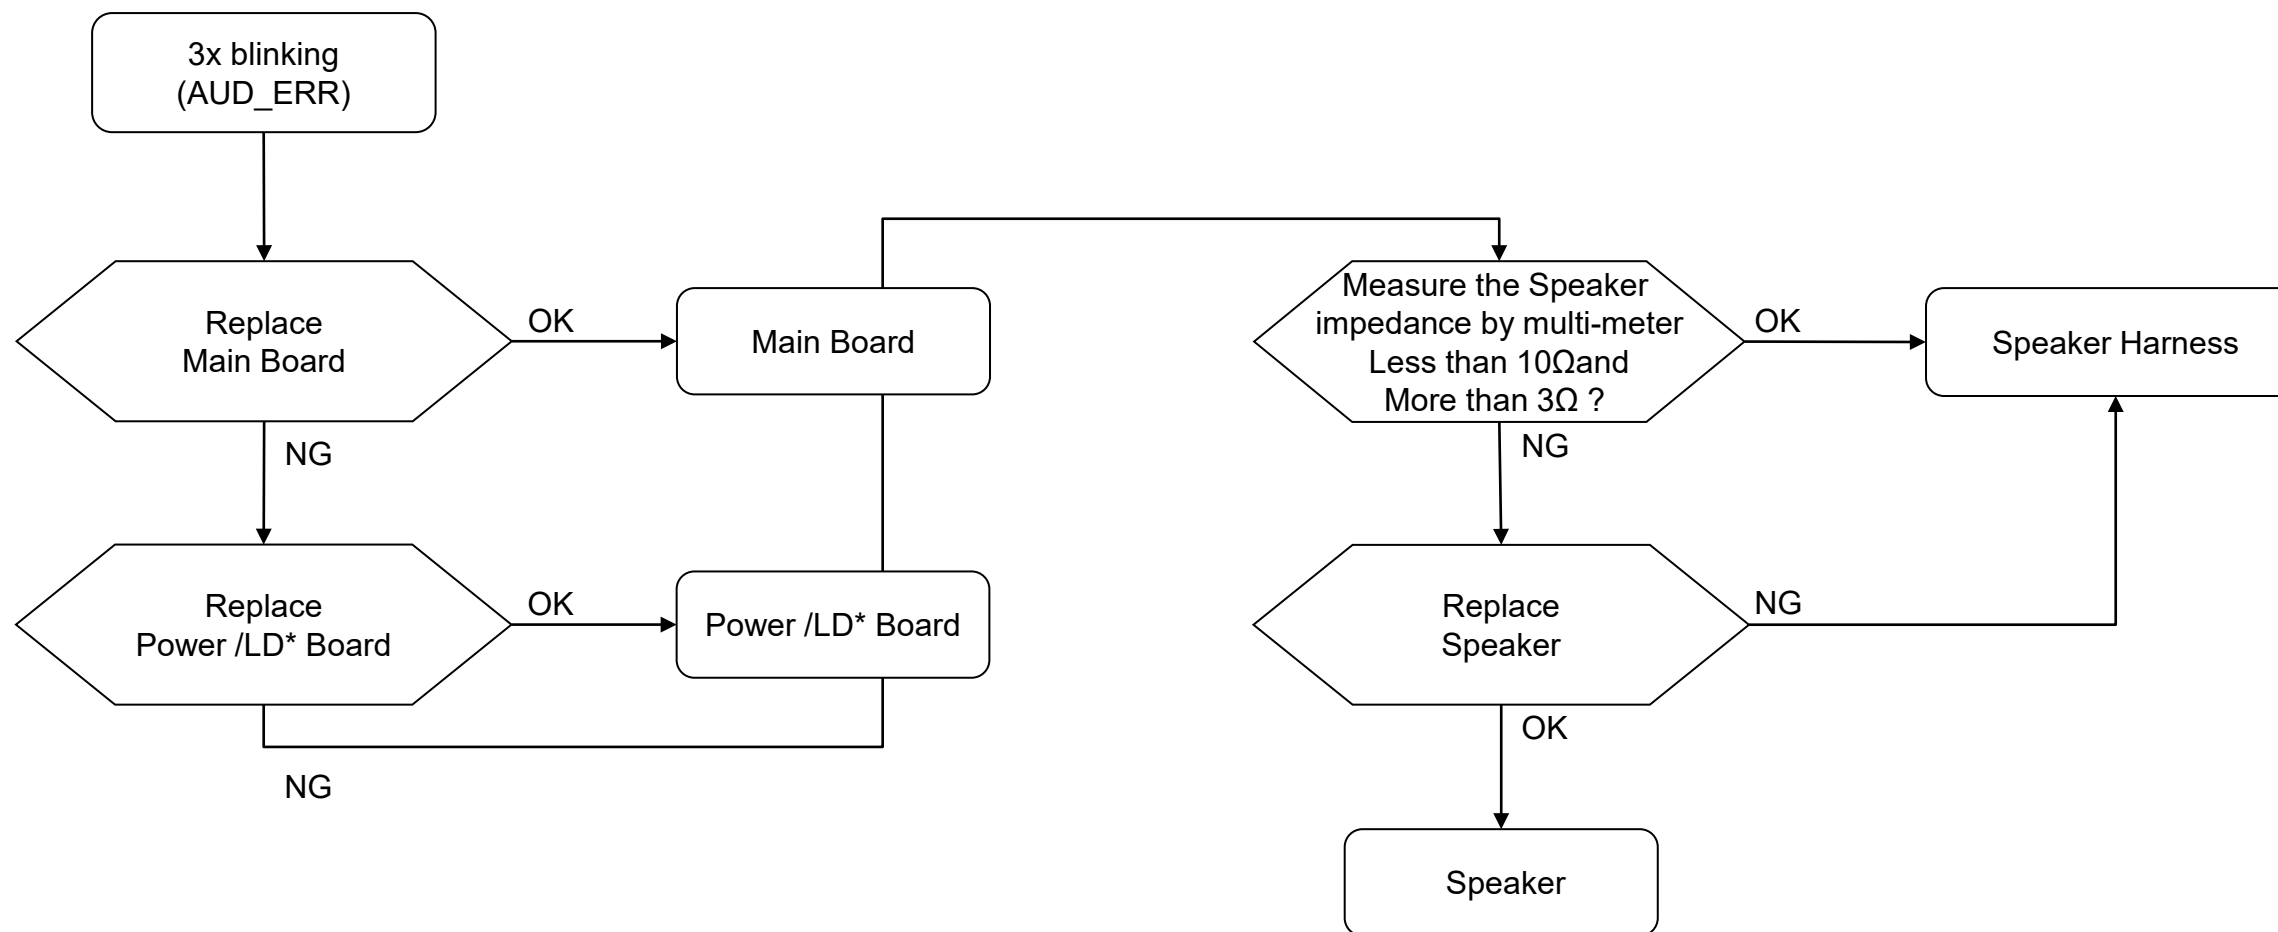 3x blinking
(AUD_ERR)
Replace
Main Board
OK
Main Board
NG
Replace
Power /LD* Board
OK
Power /LD* Board
NG
Measure the Speaker
impedance by multi-meter
Less than 10Ωand
More than 3Ω ?
OK
Speaker Harness
NG
Replace
Speaker
NG
OK
Speaker